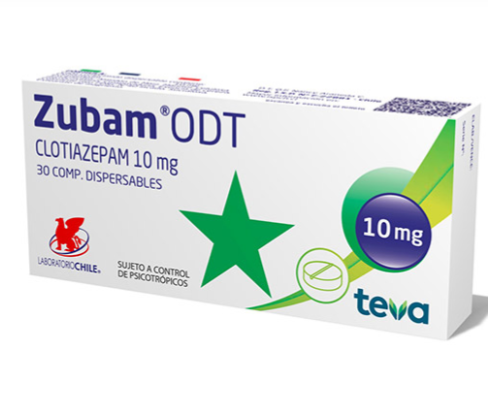 Zubam® ODT
CLOTIAZEPAM 10 mg
30 COMP. DISPERSABLES
10 mg
LABORATORIOCHILE®
SUJETO A CONTROL
DE PSICOTRÓPICOS
teva